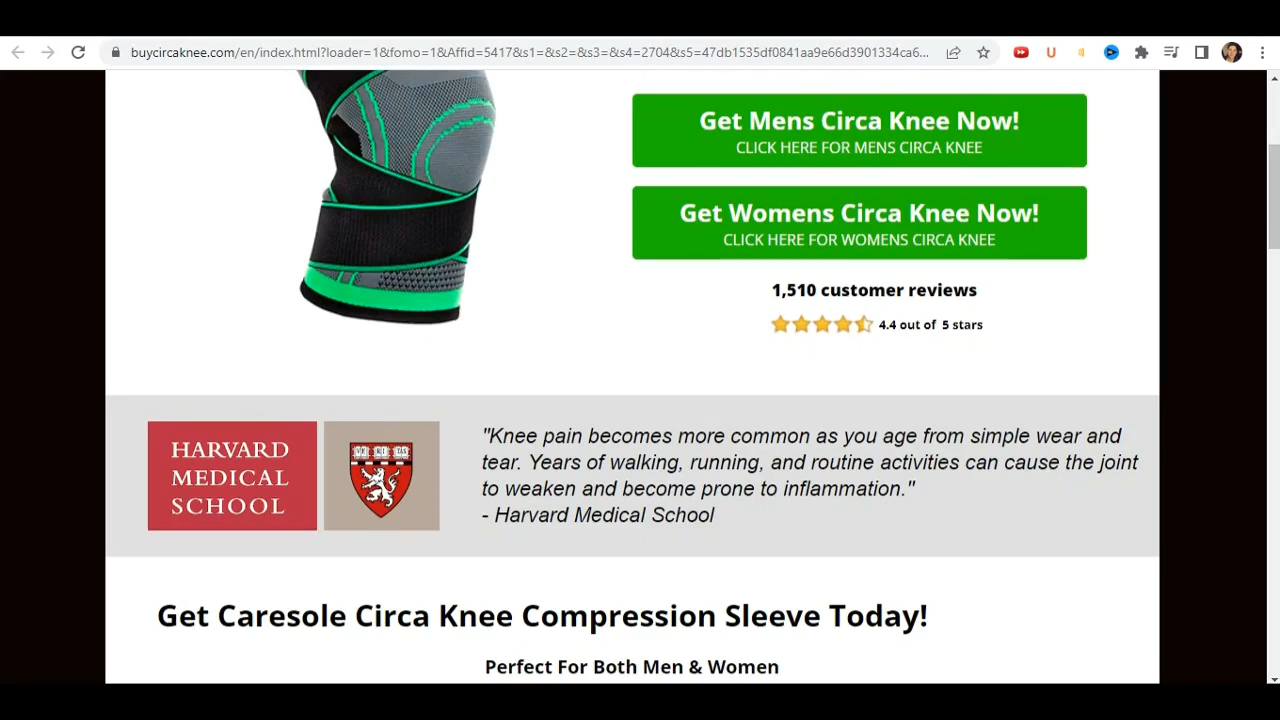 buycircaknee.com/en/index.html?loader=1&fomo=1&Affid=5417&s1=&s2=&s3=&s4=2704&s5=47db1535df0841aa9e66d3901334ca6...
U
Get Mens Circa Knee Now!
CLICK HERE FOR MENS CIRCA KNEE
Get Womens Circa Knee Now!
CLICK HERE FOR WOMENS CIRCA KNEE
1,510 customer reviews
4.4 out of 5 stars
HARVARD
MEDICAL
SCHOOL
VE RI TAS
"Knee pain becomes more common as you age from simple wear and
tear. Years of walking, running, and routine activities can cause the joint
to weaken and become prone to inflammation."
- Harvard Medical School
Get Caresole Circa Knee Compression Sleeve Today!
Perfect For Both Men & Women